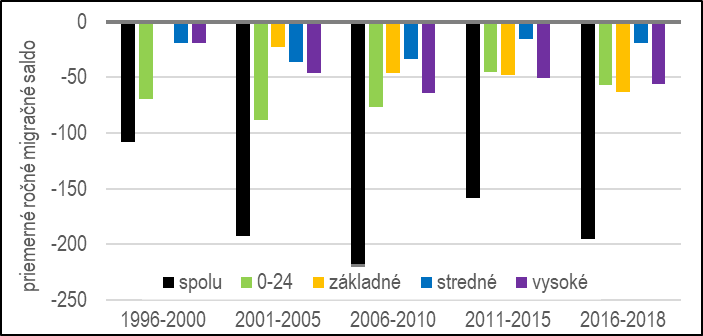 priemerné ročné migračné saldo
0
-50
-100
-150
-200
-250
spolu 0-24 základné stredné vysoké
1996-2000 2001-2005 2006-2010 2011-2015 2016-2018